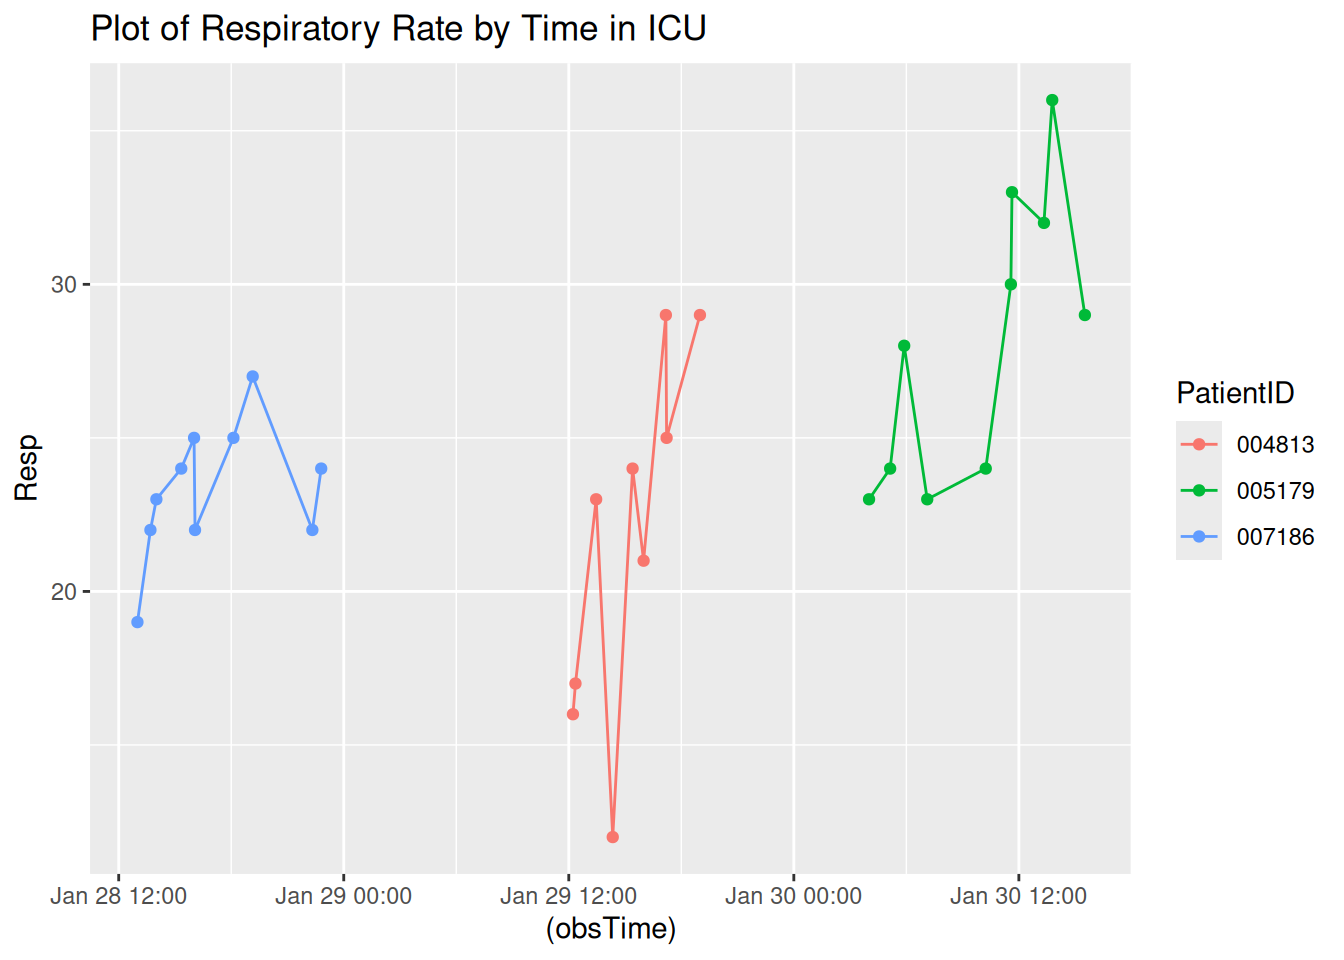 Plot of Respiratory Rate by Time in ICU
Resp
30
20
Jan 28 12:00
Jan 29 00:00
Jan 29 12:00
Jan 30 00:00
Jan 30 12:00
(obsTime)
PatientID
004813
005179
007186